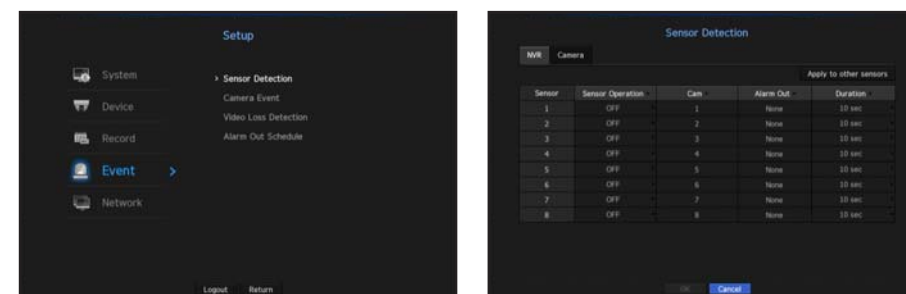 Setup
System
Device
Record
Event >
Network
> Sensor Detection
Camera Event
Video Loss Detection
Alarm Out Schedule
Logout Return
Sensor Detection
NVR Camera
Apply to other sensors
Sensor Sensor Operation Cam Alarm Out Duration
1 OFF 1 None 10 sec
2 OFF 2 None 10 sec
3 OFF 3 None 10 sec
4 OFF 4 None 10 sec
5 OFF 5 None 10 sec
6 OFF 6 None 10 sec
7 OFF 7 None 10 sec
8 OFF 8 None 10 sec
OK Cancel